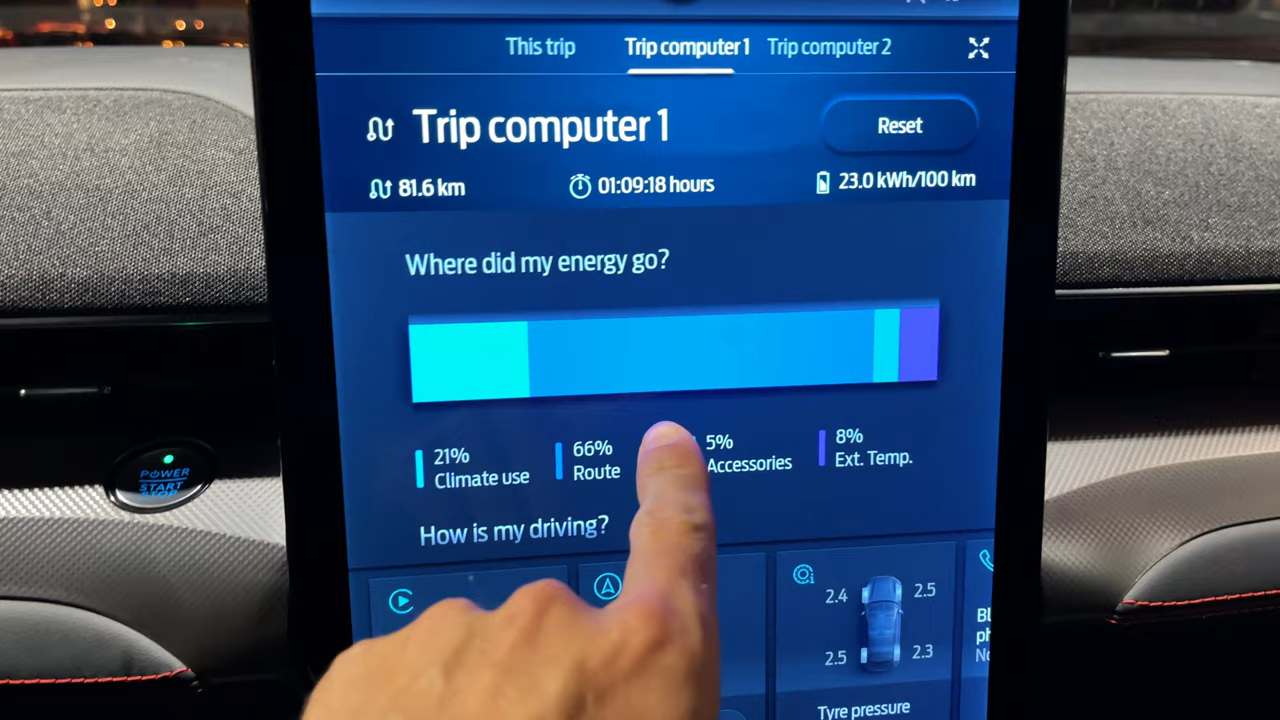 This trip
Trip computer 1
Trip computer 2
Trip computer 1
Reset
81.6 km
01:09:18 hours
23.0 kWh/100 km
Where did my energy go?
21%
Climate use
66%
Route
5%
Accessories
8%
Ext. Temp.
POWER
START
STOP
How is my driving?
2.4
2.5
2.5
2.3
Tyre pressure